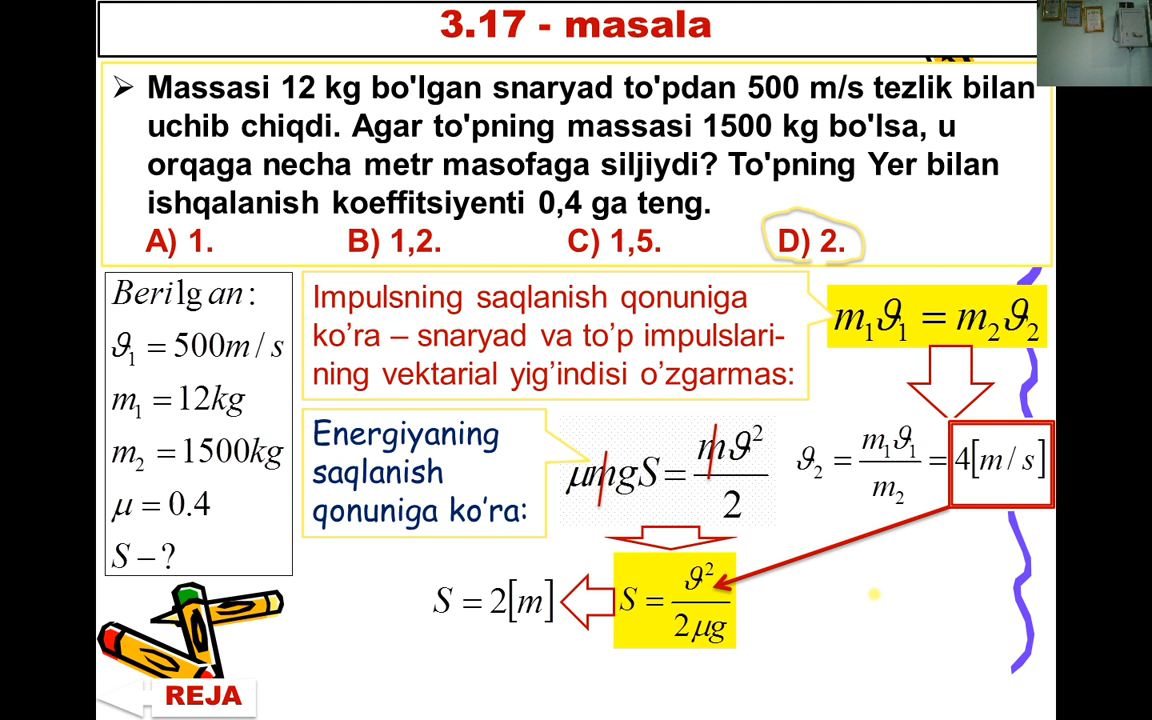 3.17 - masala
➢ Massasi 12 kg bo'lgan snaryad to'pdan 500 m/s tezlik bilan
uchib chiqdi. Agar to'pning massasi 1500 kg bo'lsa, u
orqaga necha metr masofaga siljiydi? To'pning Yer bilan
ishqalanish koeffitsiyenti 0,4 ga teng.
A) 1. B) 1,2. C) 1,5. D) 2.
Berilgan:
ϑ₁ = 500m / s
m₁ = 12kg
m₂ = 1500kg
μ = 0.4
S – ?
Impulsning saqlanish qonuniga
ko’ra – snaryad va to’p impulslari-
ning vektarial yig’indisi o’zgarmas:
m₁ϑ₁ = m₂ϑ₂
ϑ₂ = m₁ϑ₁ / m₂ = 4[m / s]
Energiyaning
saqlanish
qonuniga ko’ra:
μmgS = mϑ² / 2
S = ϑ² / 2μg
S = 2[m]
REJA